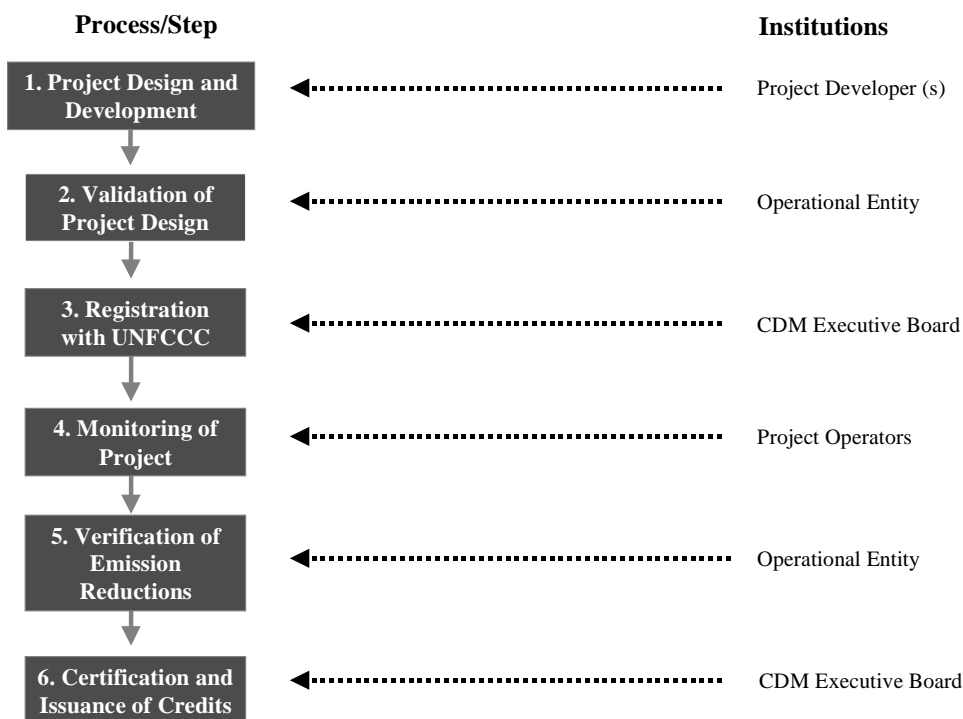 Process/Step
Institutions
1. Project Design and
Development
Project Developer (s)
2. Validation of
Project Design
Operational Entity
3. Registration
with UNFCCC
CDM Executive Board
4. Monitoring of
Project
Project Operators
5. Verification of
Emission
Reductions
Operational Entity
6. Certification and
Issuance of Credits
CDM Executive Board